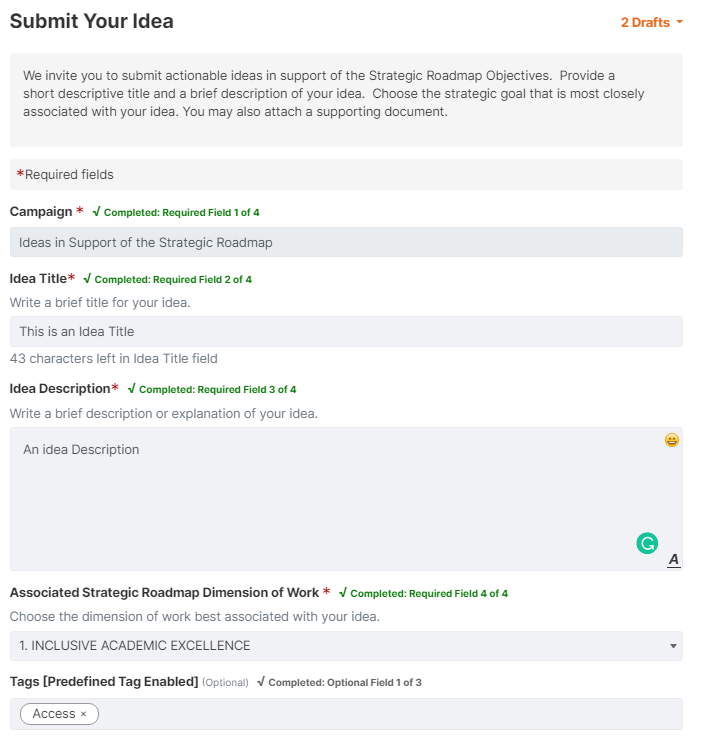 Submit Your Idea
2 Drafts
We invite you to submit actionable ideas in support of the Strategic Roadmap Objectives.  Provide a
short descriptive title and a brief description of your idea.  Choose the strategic goal that is most closely
associated with your idea. You may also attach a supporting document.
*Required fields
Campaign * √ Completed: Required Field 1 of 4
Ideas in Support of the Strategic Roadmap
Idea Title* √ Completed: Required Field 2 of 4
Write a brief title for your idea.
This is an Idea Title
43 characters left in Idea Title field
Idea Description* √ Completed: Required Field 3 of 4
Write a brief description or explanation of your idea.
An idea Description
A
Associated Strategic Roadmap Dimension of Work * √ Completed: Required Field 4 of 4
Choose the dimension of work best associated with your idea.
1. INCLUSIVE ACADEMIC EXCELLENCE
Tags [Predefined Tag Enabled] (Optional) √ Completed: Optional Field 1 of 3
Access ×